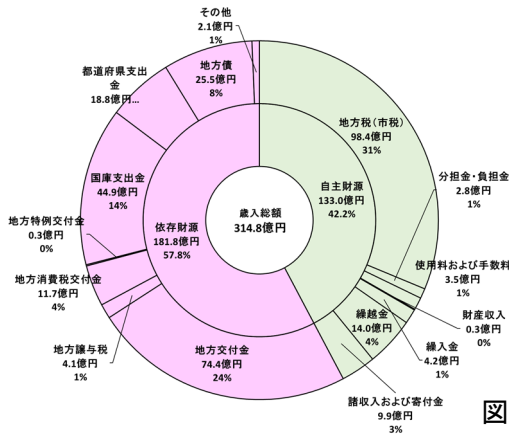 その他
2.1億円
1%
地方債
25.5億円
8%
都道府県支出
金
18.8億円...
国庫支出金
44.9億円
14%
地方特例交付金
0.3億円
0%
地方消費税交付金
11.7億円
4%
地方譲与税
4.1億円
1%
地方交付金
74.4億円
24%
依存財源
181.8億円
57.8%
歳入総額
314.8億円
自主財源
133.0億円
42.2%
地方税（市税）
98.4億円
31%
分担金・負担金
2.8億円
1%
使用料および手数料
3.5億円
1%
財産収入
0.3億円
0%
繰入金
4.2億円
1%
繰越金
14.0億円
4%
諸収入および寄付金
9.9億円
3%
図